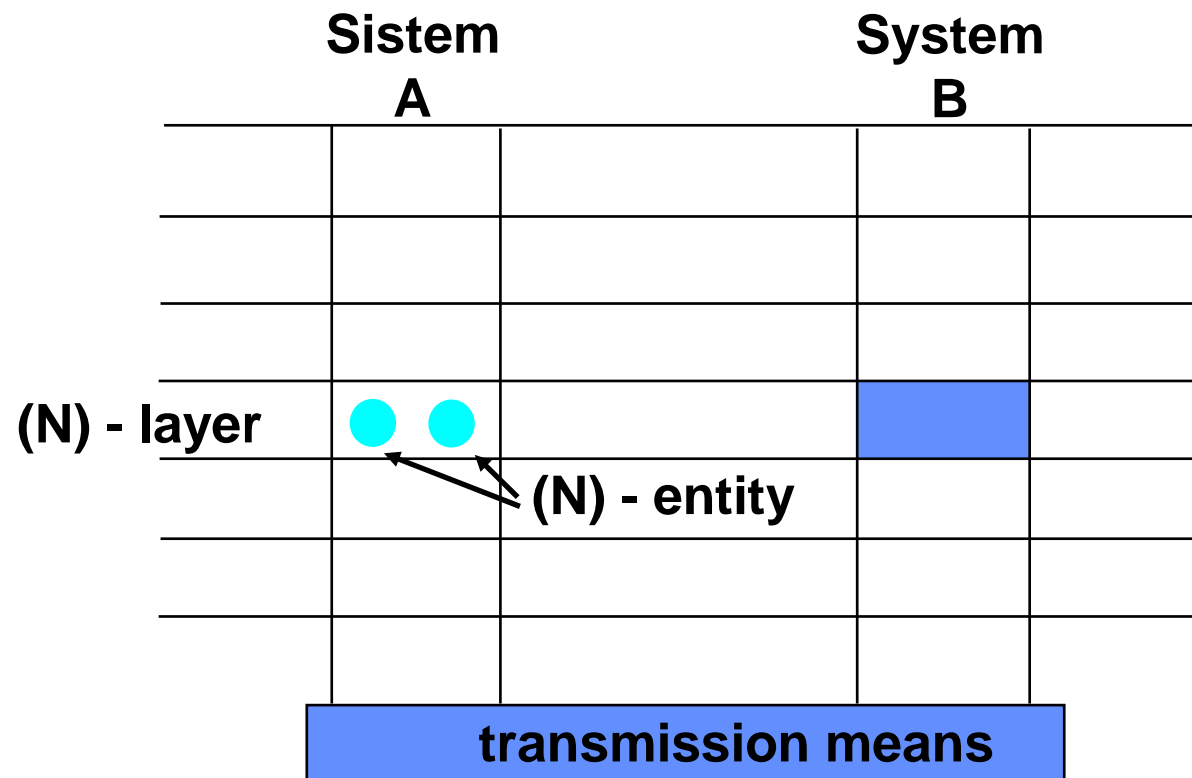 Sistem
A
System
B
(N) - layer
(N) - entity
transmission means